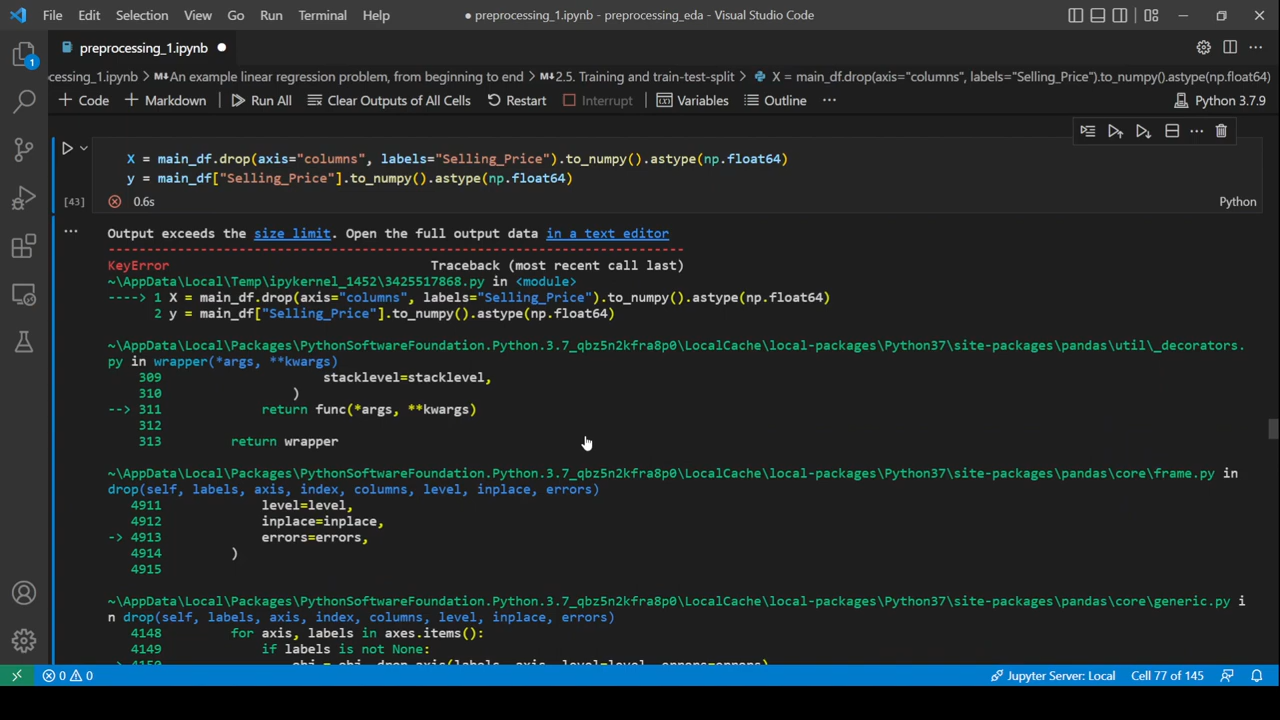 File Edit Selection View Go Run Terminal Help ● preprocessing_1.ipynb - preprocessing_eda - Visual Studio Code
preprocessing_1.ipynb ●
cessing_1.ipynb > An example linear regression problem, from beginning to end > 2.5. Training and train-test-split > X = main_df.drop(axis="columns", labels="Selling_Price").to_numpy().astype(np.float64)
+ Code + Markdown Run All Clear Outputs of All Cells Restart Interrupt Variables Outline ... Python 3.7.9
X = main_df.drop(axis="columns", labels="Selling_Price").to_numpy().astype(np.float64)
y = main_df["Selling_Price"].to_numpy().astype(np.float64)
[43] 0.6s Python
Output exceeds the size limit. Open the full output data in a text editor
---------------------------------------------------------------------------
KeyError                                  Traceback (most recent call last)
~\AppData\Local\Temp\ipykernel_1452\3425517868.py in <module>
----> 1 X = main_df.drop(axis="columns", labels="Selling_Price").to_numpy().astype(np.float64)
      2 y = main_df["Selling_Price"].to_numpy().astype(np.float64)
~\AppData\Local\Packages\PythonSoftwareFoundation.Python.3.7_qbz5n2kfra8p0\LocalCache\local-packages\Python37\site-packages\pandas\util\_decorators.
py in wrapper(*args, **kwargs)
    309                     stacklevel=stacklevel,
    310                 )
--> 311             return func(*args, **kwargs)
    312
    313         return wrapper
~\AppData\Local\Packages\PythonSoftwareFoundation.Python.3.7_qbz5n2kfra8p0\LocalCache\local-packages\Python37\site-packages\pandas\core\frame.py in
drop(self, labels, axis, index, columns, level, inplace, errors)
   4911             level=level,
   4912             inplace=inplace,
-> 4913             errors=errors,
   4914         )
   4915
~\AppData\Local\Packages\PythonSoftwareFoundation.Python.3.7_qbz5n2kfra8p0\LocalCache\local-packages\Python37\site-packages\pandas\core\generic.py i
n drop(self, labels, axis, index, columns, level, inplace, errors)
   4148         for axis, labels in axes.items():
   4149             if labels is not None:
-> 4150                 obj = obj._drop_axis(labels, axis, level=level, errors=errors)
1
0 0 Jupyter Server: Local Cell 77 of 145